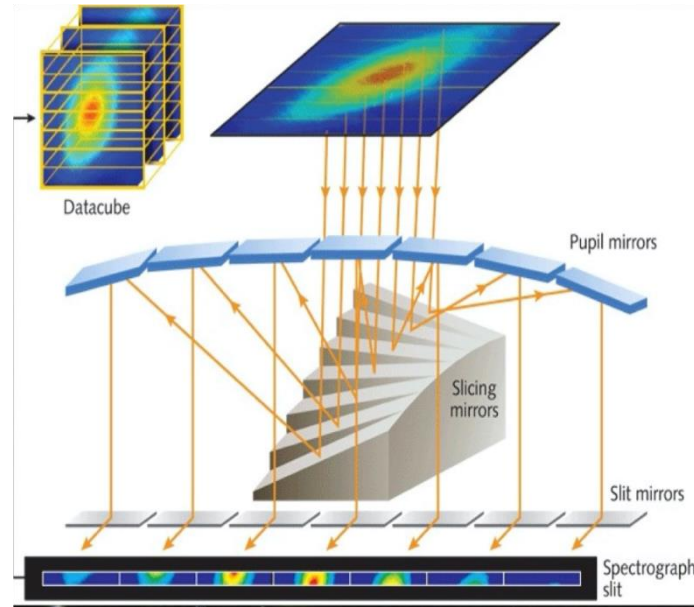 Datacube
Pupil mirrors
Slicing
mirrors
Slit mirrors
Spectrograph
slit